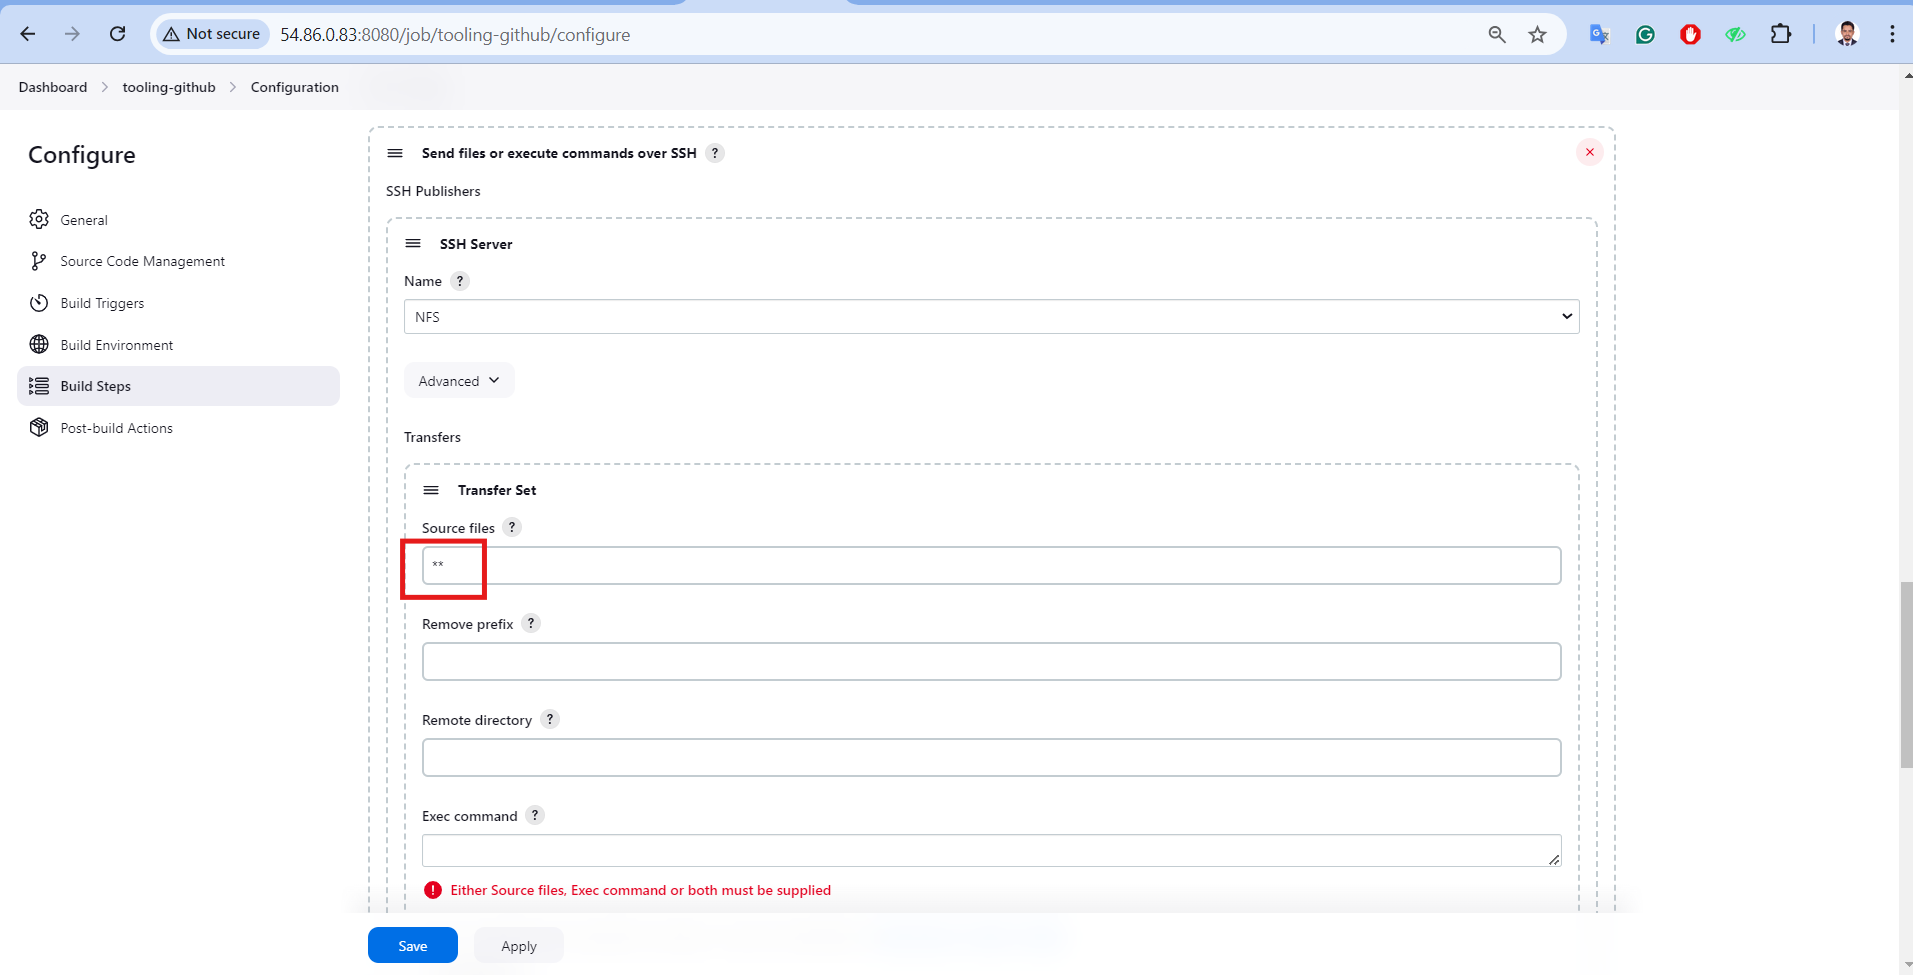 Not secure 54.86.0.83:8080/job/tooling-github/configure
Dashboard tooling-github Configuration
Configure
General
Source Code Management
Build Triggers
Build Environment
Build Steps
Post-build Actions
Send files or execute commands over SSH ?
SSH Publishers
SSH Server
Name ?
NFS
Advanced
Transfers
Transfer Set
Source files ?
**
Remove prefix ?
Remote directory ?
Exec command ?
Either Source files, Exec command or both must be supplied
Save Apply